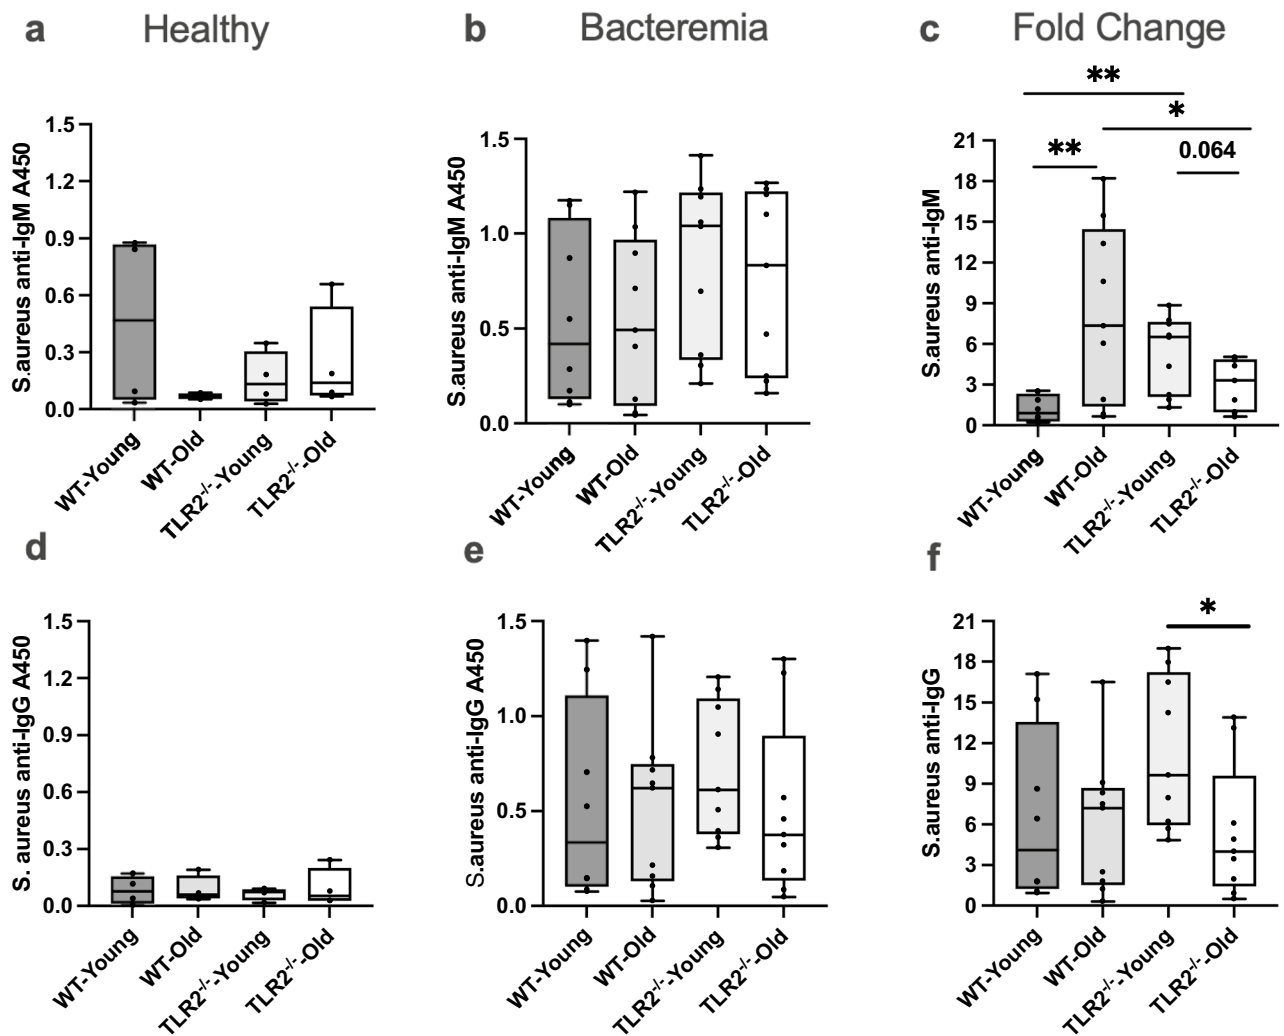 a Healthy
b Bacteremia
c Fold Change
S.aureus anti-IgM A450
1.5
1.2
0.9
0.6
0.3
0.0
WT-Young
WT-Old
TLR2-/--Young
TLR2-/--Old
S.aureus anti-IgM A450
1.5
1.0
0.5
0.0
WT-Young
WT-Old
TLR2-/--Young
TLR2-/--Old
**
*
**
0.064
S.aureus anti-IgM
21
18
15
12
9
6
3
0
WT-Young
WT-Old
TLR2-/--Young
TLR2-/--Old
d
S. aureus anti-IgG A450
1.5
1.2
0.9
0.6
0.3
0.0
WT-Young
WT-Old
TLR2-/--Young
TLR2-/--Old
e
S.aureus anti-IgG A450
1.5
1.0
0.5
0.0
WT-Young
WT-Old
TLR2-/--Young
TLR2-/--Old
f
*
S.aureus anti-IgG
21
18
15
12
9
6
3
0
WT-Young
WT-Old
TLR2-/--Young
TLR2-/--Old